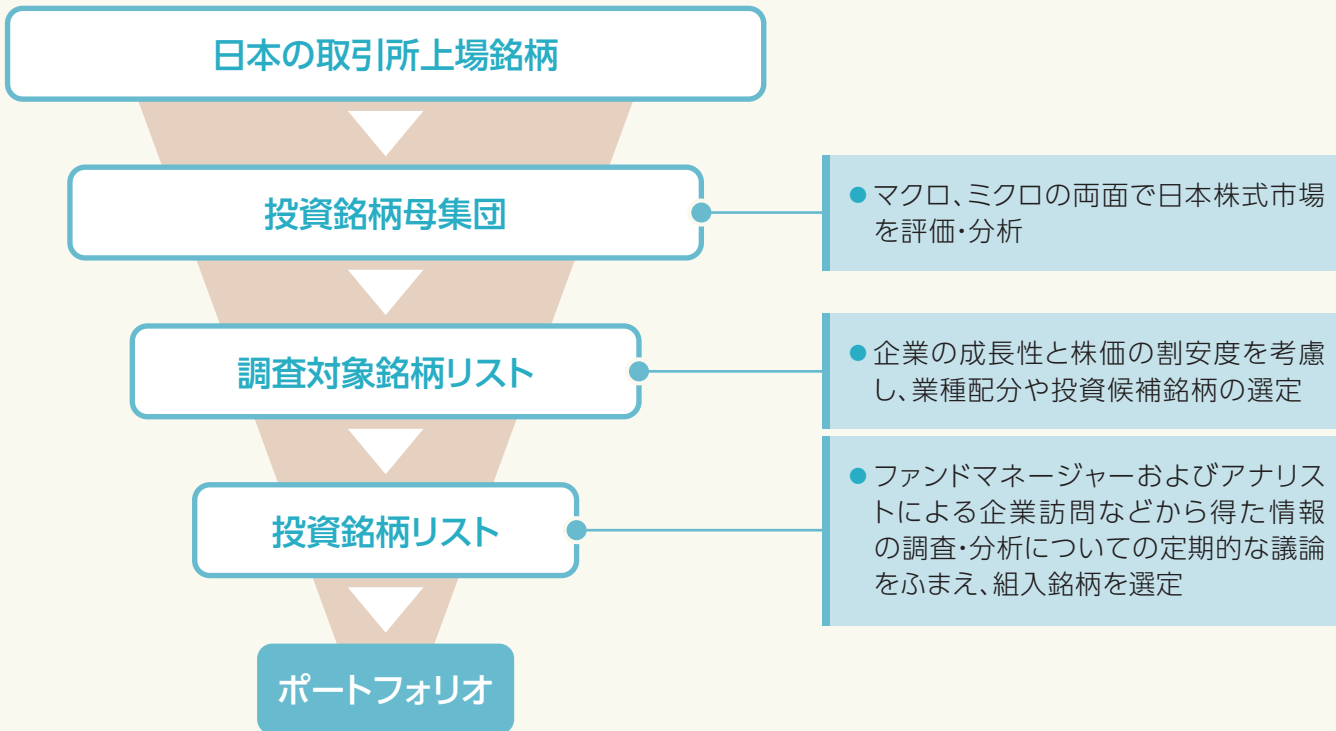 日本の取引所上場銘柄
投資銘柄母集団
●マクロ、ミクロの両面で日本株式市場
を評価・分析
調査対象銘柄リスト
●企業の成長性と株価の割安度を考慮
し、業種配分や投資候補銘柄の選定
投資銘柄リスト
●ファンドマネージャーおよびアナリス
トによる企業訪問などから得た情報
の調査・分析についての定期的な議論
をふまえ、組入銘柄を選定
ポートフォリオ